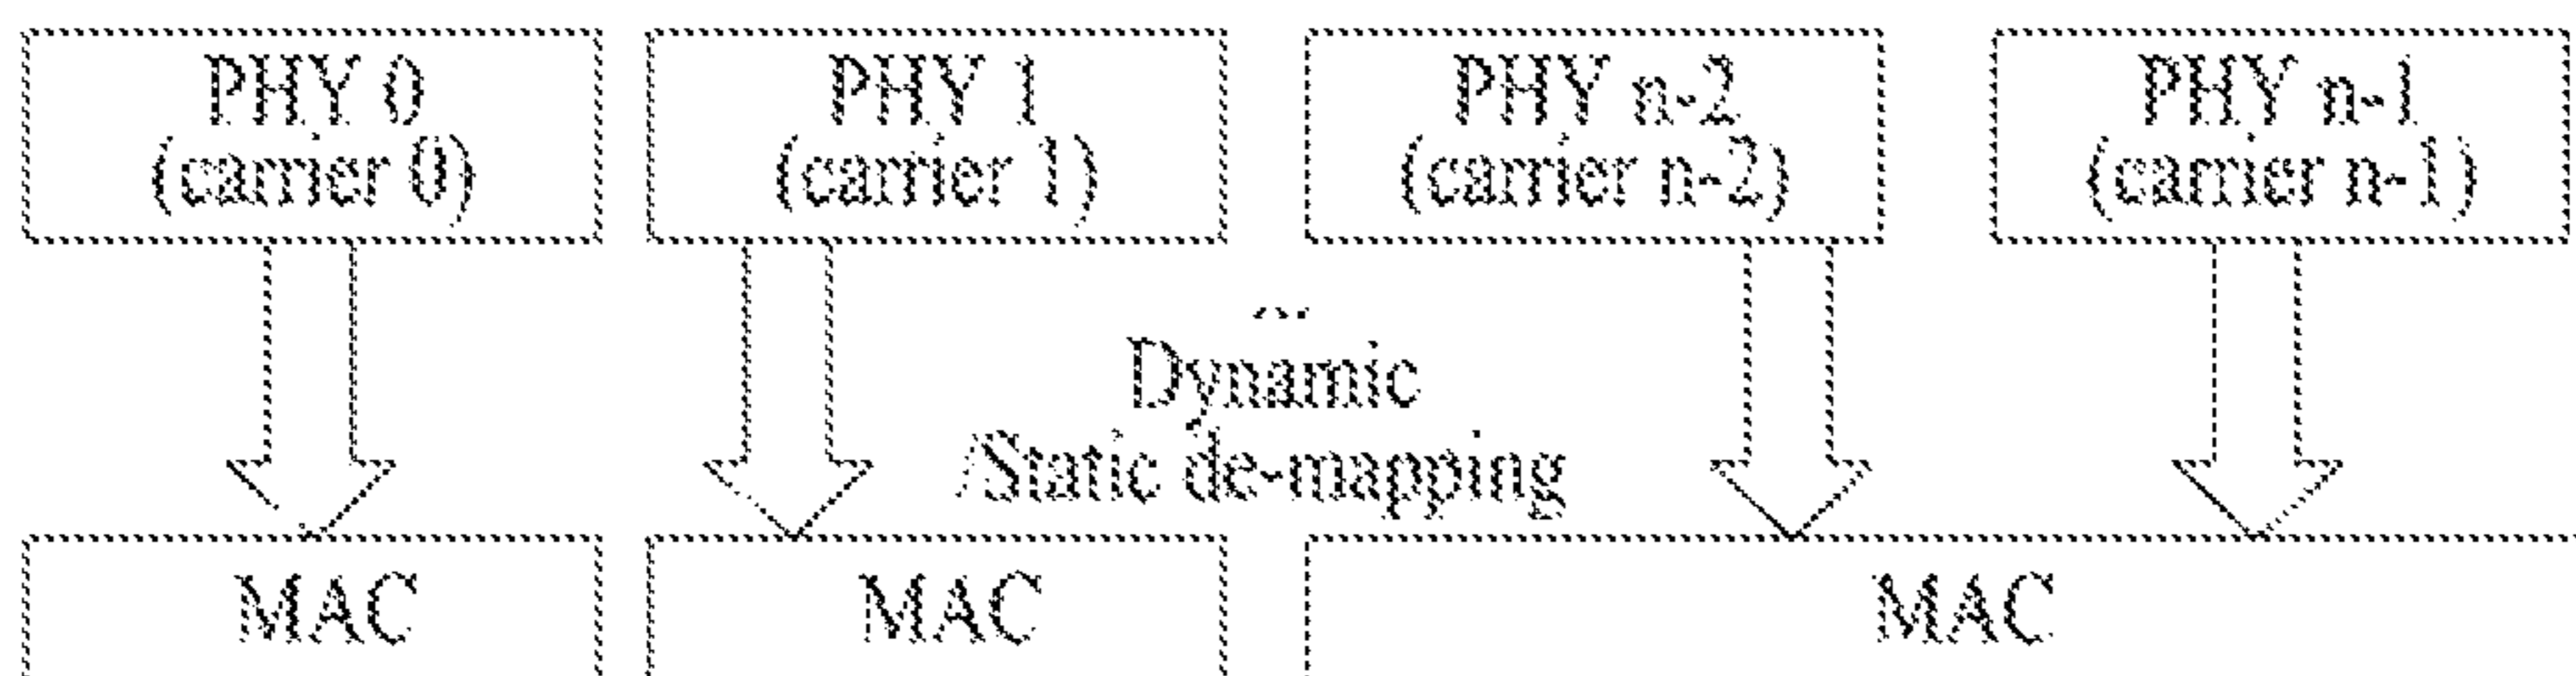 PHY 0
(carrier 0)
PHY 1
(carrier 1)
PHY n-2
(carrier n-2)
PHY n-1
(carrier n-1)
...
Dynamic
/Static de-mapping
MAC
MAC
MAC